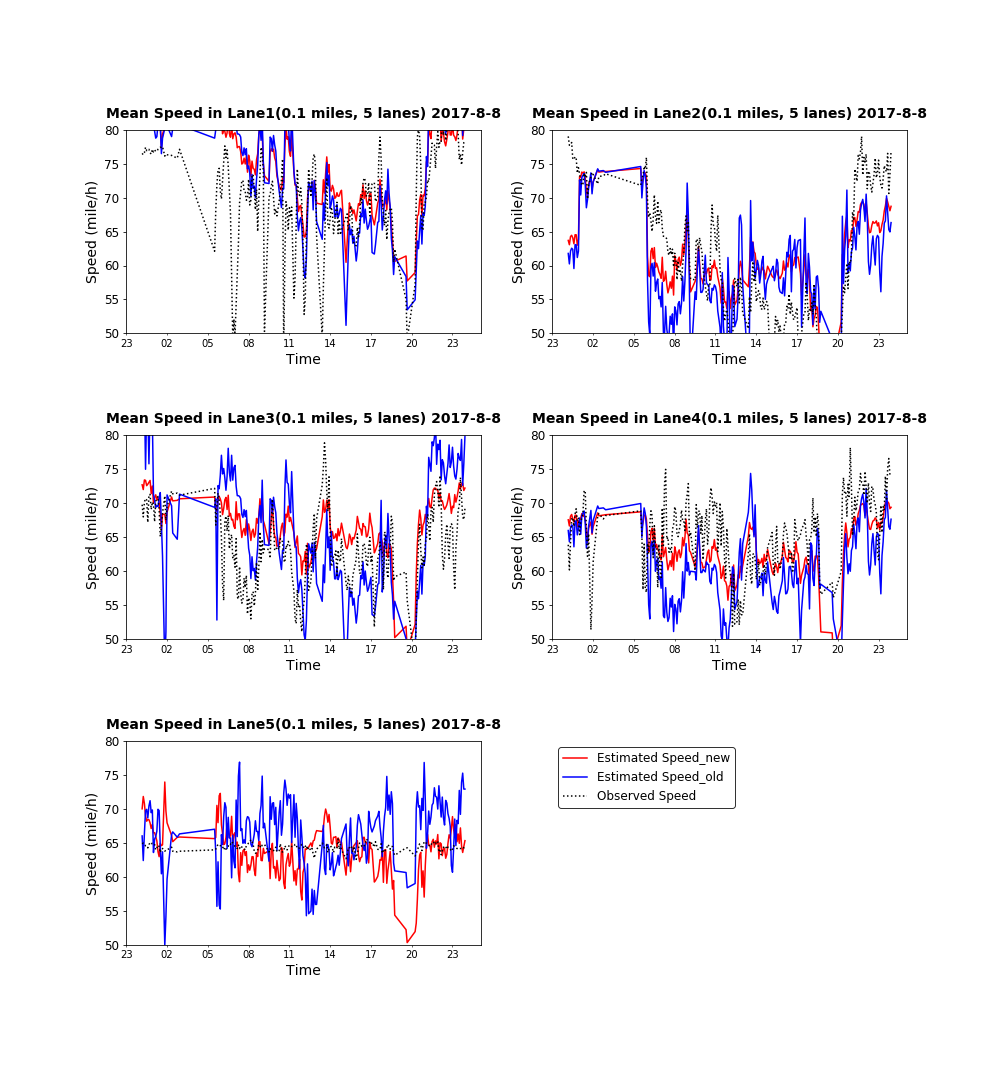 Mean Speed in Lane1(0.1 miles, 5 lanes) 2017-8-8
80
75
70
65
60
55
50
Speed (mile/h)
23 02 05 08 11 14 17 20 23
Time
Mean Speed in Lane2(0.1 miles, 5 lanes) 2017-8-8
80
75
70
65
60
55
50
Speed (mile/h)
23 02 05 08 11 14 17 20 23
Time
Mean Speed in Lane3(0.1 miles, 5 lanes) 2017-8-8
80
75
70
65
60
55
50
Speed (mile/h)
23 02 05 08 11 14 17 20 23
Time
Mean Speed in Lane4(0.1 miles, 5 lanes) 2017-8-8
80
75
70
65
60
55
50
Speed (mile/h)
23 02 05 08 11 14 17 20 23
Time
Mean Speed in Lane5(0.1 miles, 5 lanes) 2017-8-8
80
75
70
65
60
55
50
Speed (mile/h)
23 02 05 08 11 14 17 20 23
Time
Estimated Speed_new
Estimated Speed_old
Observed Speed